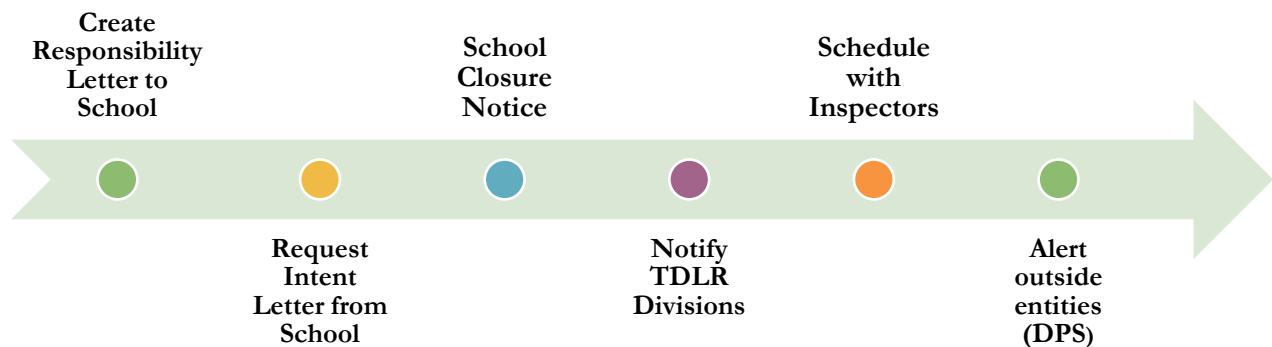 Create
Responsibility
Letter to
School
Request
Intent
Letter from
School
School
Closure
Notice
Notify
TDLR
Divisions
Schedule
with
Inspectors
Alert
outside
entities
(DPS)